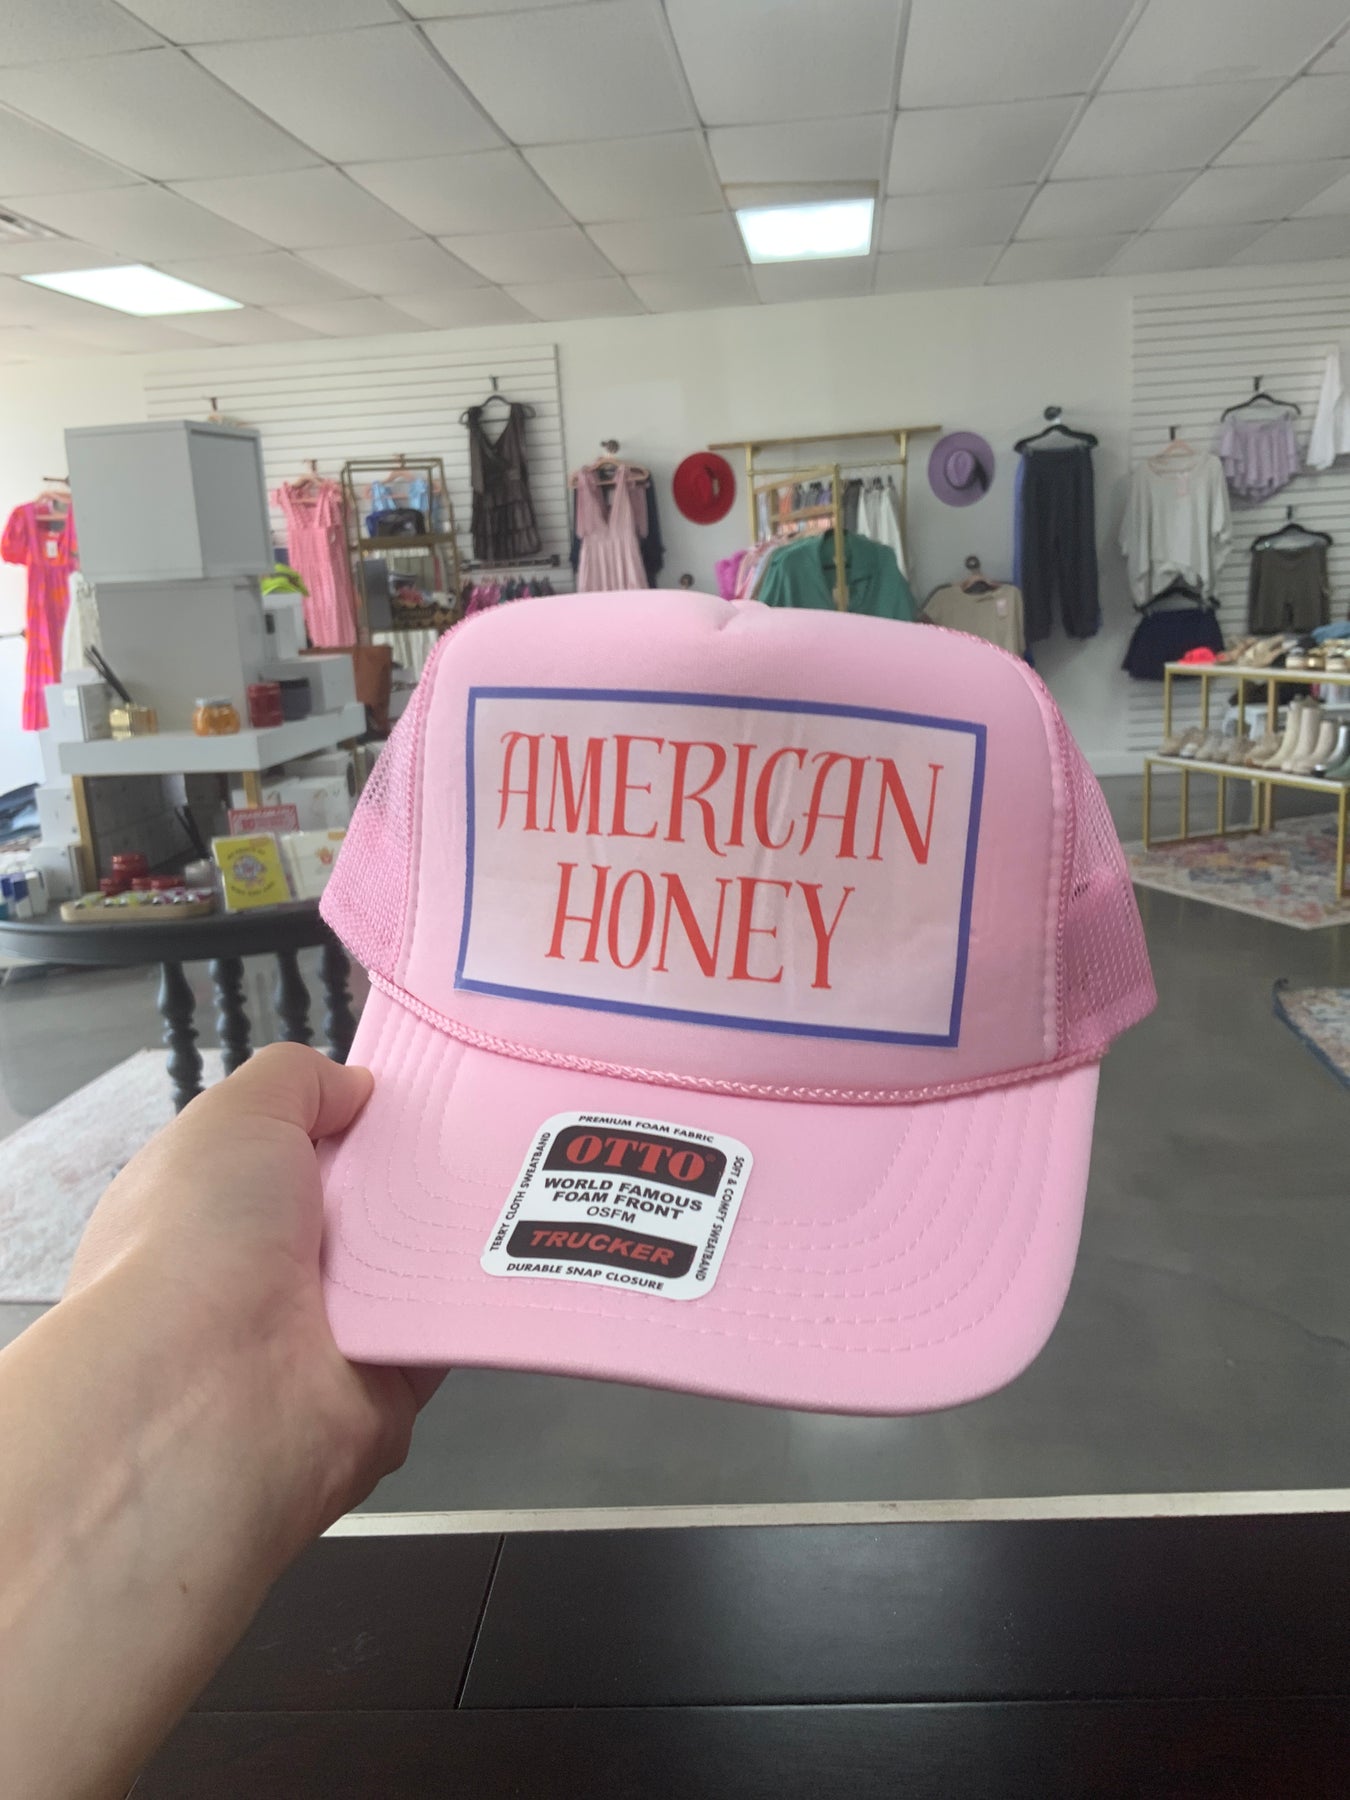 AMERICAN
HONEY
PREMIUM FOAM FABRIC
TERRY CLOTH SWEATBAND
OTTO
WORLD FAMOUS
FOAM FRONT
OSFM
TRUCKER
SOFT & COMFY SWEATBAND
DURABLE SNAP CLOSURE